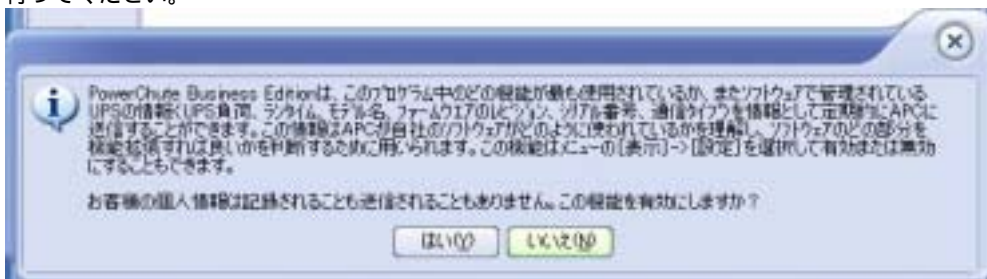 行ってください。
PowerChute Business Editionは、このプログラム中のどの機能が最も使用されているか、またソフトウェアで管理されている
UPSの情報(UPS負荷、ランタイム、モデル名、ファームウエアのレビジョン、シリアル番号、通信タイプ)を情報として定期的にAPCに
送信することができます。この情報はAPCが自社のソフトウェアがどのように使われているかを理解し、ソフトウェアのどの部分を
機能拡張すれば良いかを判断するために用いられます。この機能はメニューの[表示]->[設定]を選択して有効または無効
にすることもできます。
お客様の個人情報は記録されることも送信されることもありません。この機能を有効にしますか?
はい(Y) いいえ(N)